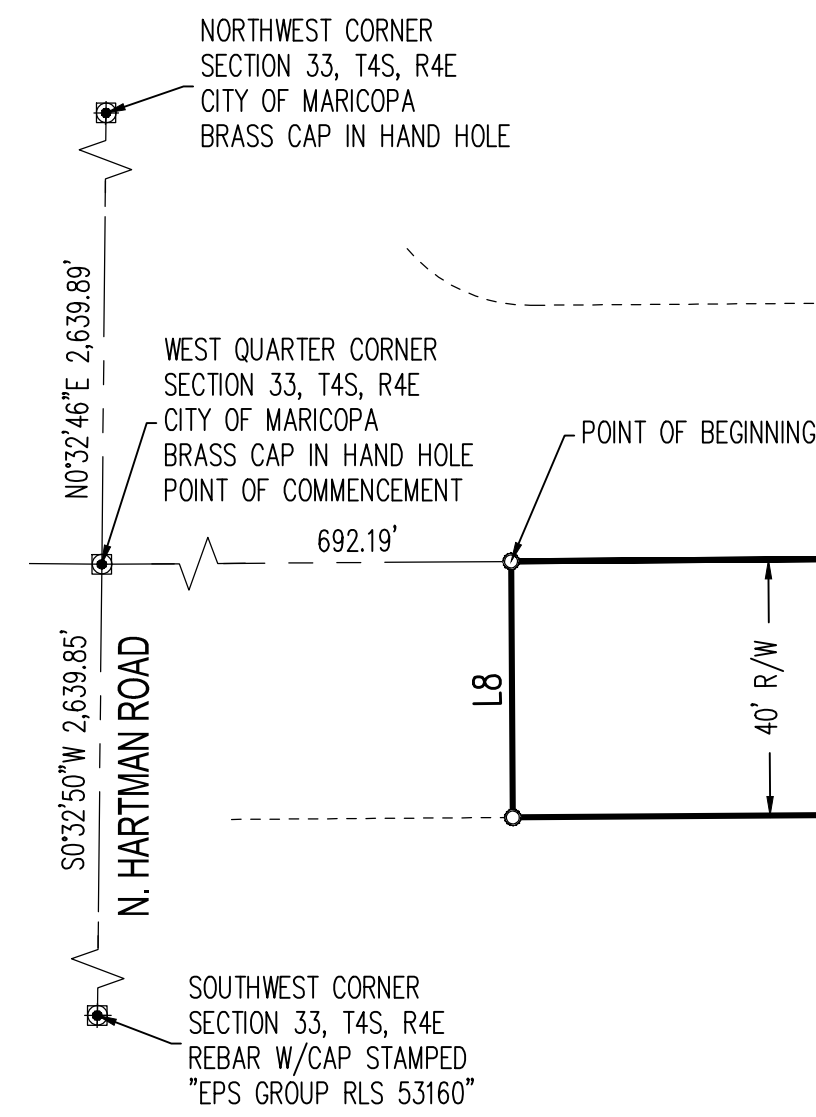 NORTHWEST CORNER
SECTION 33, T4S, R4E
CITY OF MARICOPA
BRASS CAP IN HAND HOLE
N0°32'46"E 2,639.89'
WEST QUARTER CORNER
SECTION 33, T4S, R4E
CITY OF MARICOPA
BRASS CAP IN HAND HOLE
POINT OF COMMENCEMENT
POINT OF BEGINNING
692.19'
S0°32'50"W 2,639.85'
N. HARTMAN ROAD
L8
40' R/W
SOUTHWEST CORNER
SECTION 33, T4S, R4E
REBAR W/CAP STAMPED
"EPS GROUP RLS 53160"